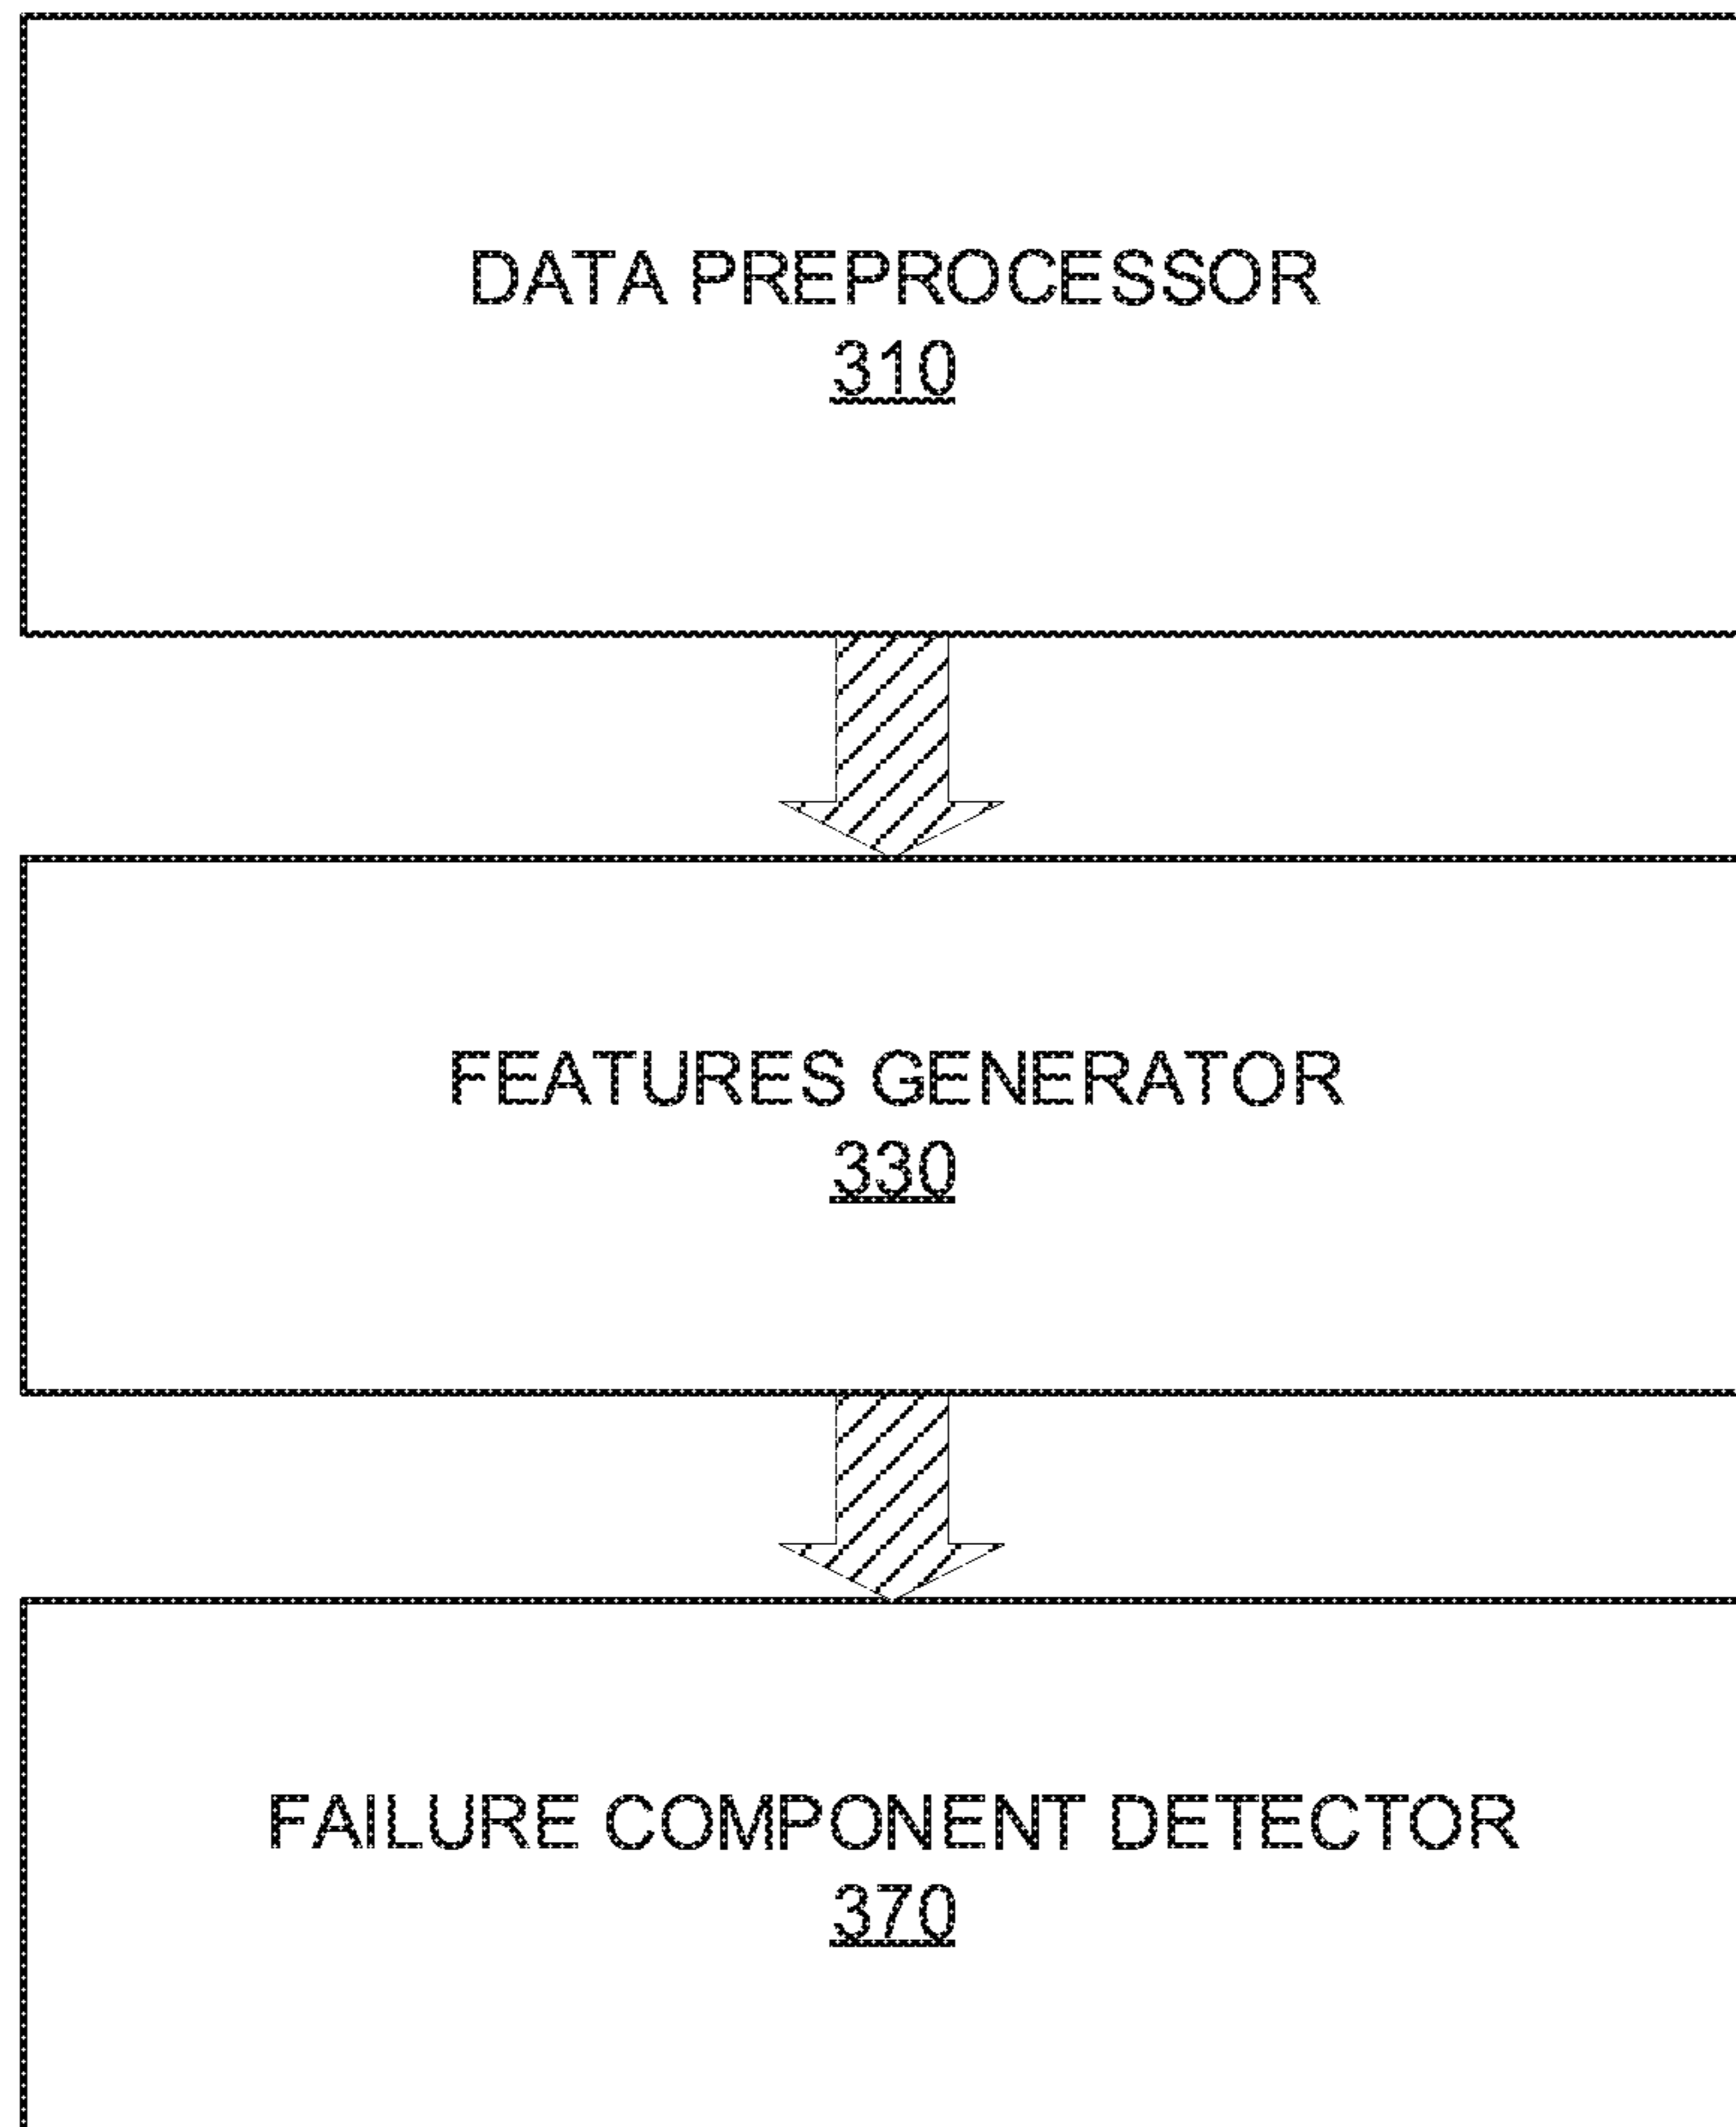 DATA PREPROCESSOR
310
FEATURES GENERATOR
330
FAILURE COMPONENT DETECTOR
370